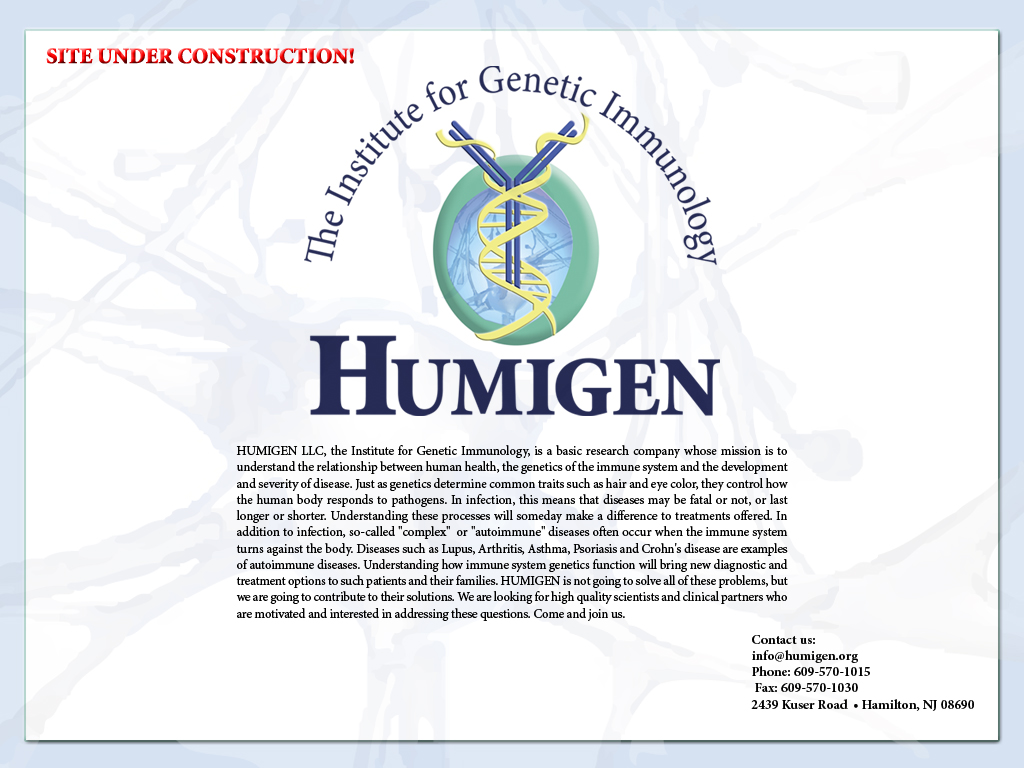 SITE UNDER CONSTRUCTION!
The Institute for Genetic Immunology
HUMIGEN
HUMIGEN LLC, the Institute for Genetic Immunology, is a basic research company whose mission is to
understand the relationship between human health, the genetics of the immune system and the development
and severity of disease. Just as genetics determine common traits such as hair and eye color, they control how
the human body responds to pathogens. In infection, this means that diseases may be fatal or not, or last
longer or shorter. Understanding these processes will someday make a difference to treatments offered. In
addition to infection, so-called "complex" or "autoimmune" diseases often occur when the immune system
turns against the body. Diseases such as Lupus, Arthritis, Asthma, Psoriasis and Crohn's disease are examples
of autoimmune diseases. Understanding how immune system genetics function will bring new diagnostic and
treatment options to such patients and their families. HUMIGEN is not going to solve all of these problems, but
we are going to contribute to their solutions. We are looking for high quality scientists and clinical partners who
are motivated and interested in addressing these questions. Come and join us.
Contact us:
info@humigen.org
Phone: 609-570-1015
Fax: 609-570-1030
2439 Kuser Road • Hamilton, NJ 08690